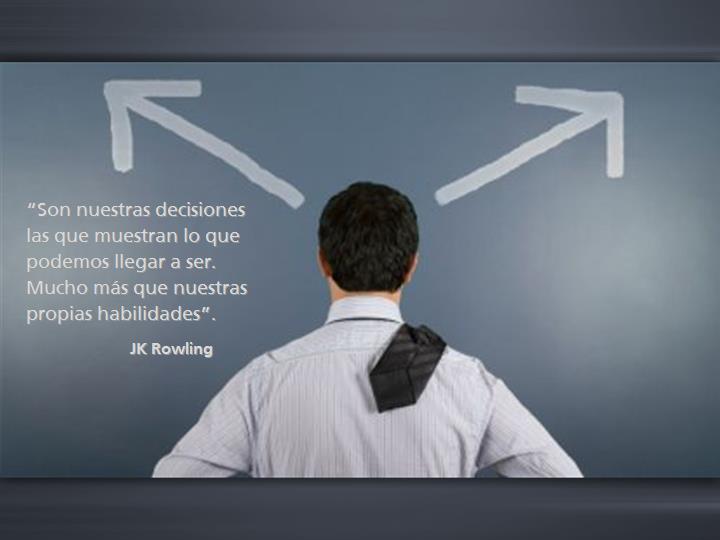 “Son nuestras decisiones
las que muestran lo que
podemos llegar a ser.
Mucho más que nuestras
propias habilidades”.
JK Rowling